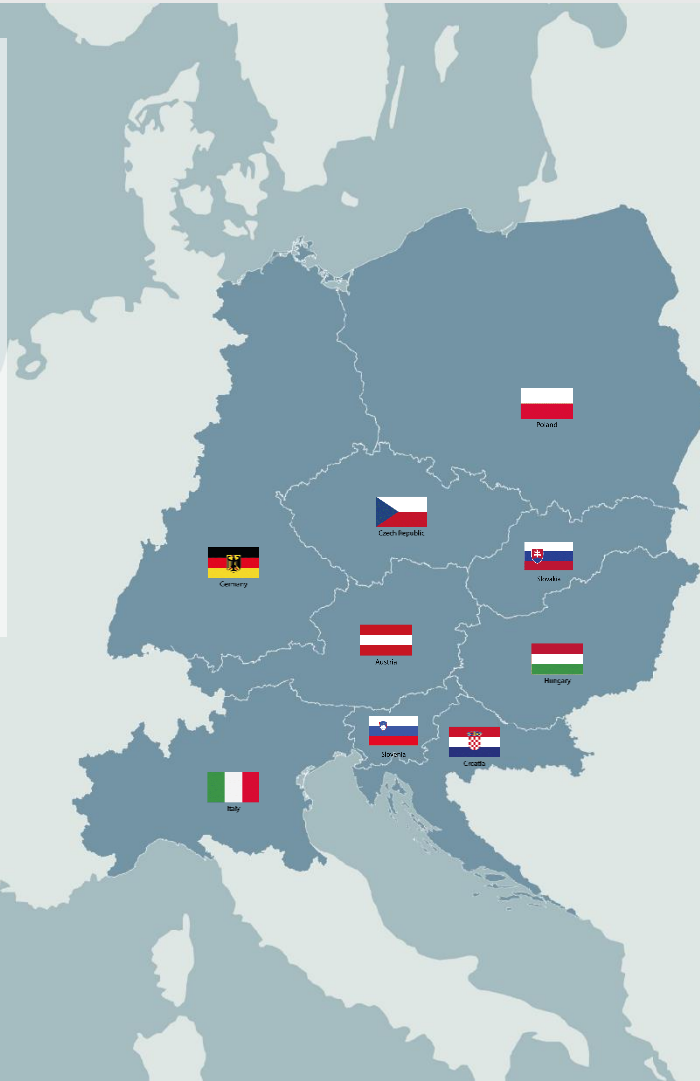 Poland
Czech Republic
Slovakia
Germany
Austria
Hungary
Slovenia
Croatia
Italy